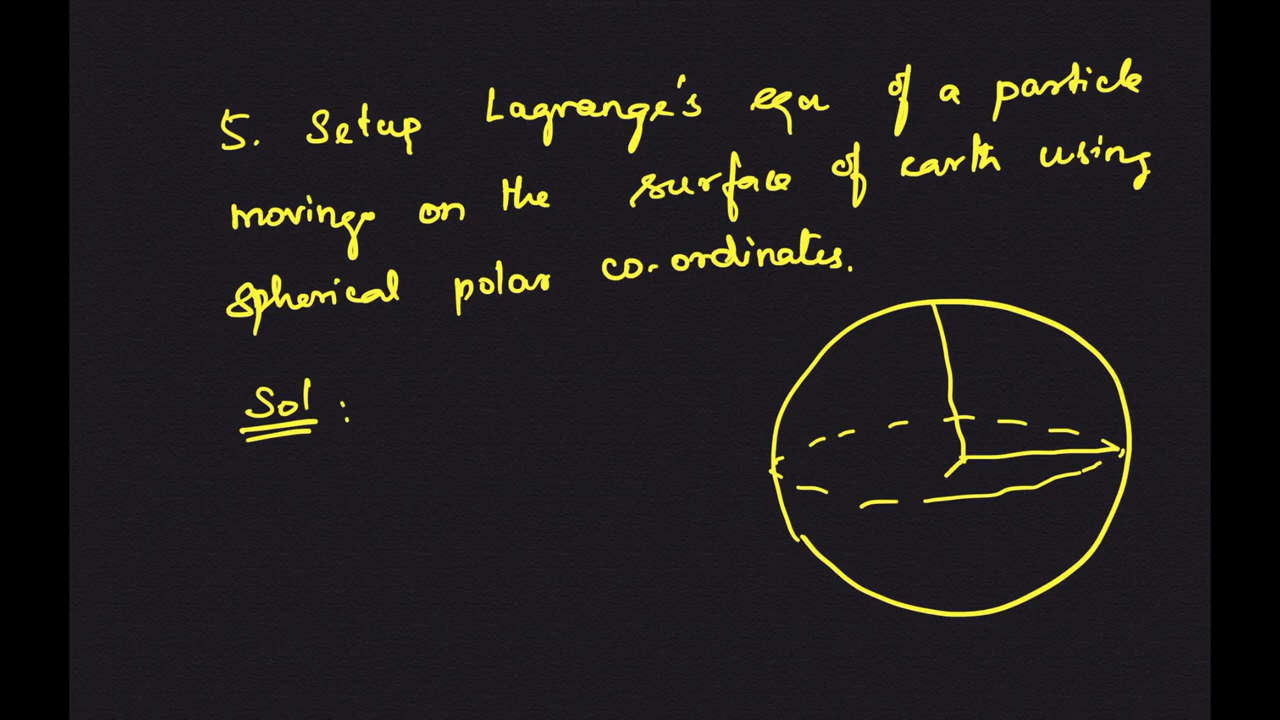 5. Setup Lagrange's eqn of a particle
moving on the surface of earth using
spherical polar co-ordinates.
Sol :